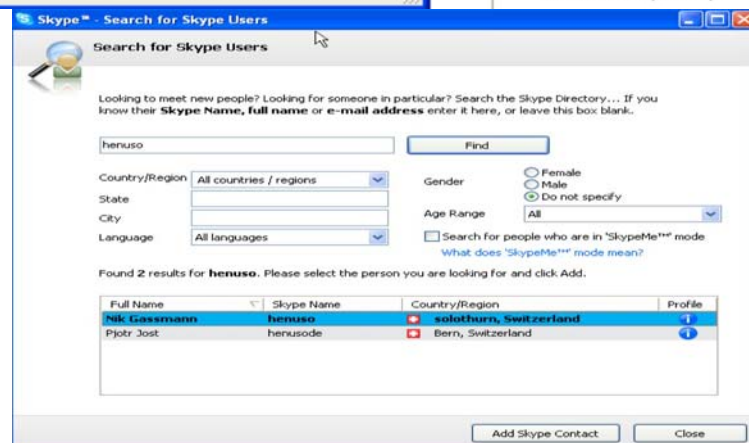 Skype™ - Search for Skype Users
Search for Skype Users
Looking to meet new people? Looking for someone in particular? Search the Skype Directory... If you
know their Skype Name, full name or e-mail address enter it here, or leave this box blank.
henuso
Find
Country/Region All countries / regions
Gender
Female
Male
Do not specify
State
City
Age Range All
Language All languages
Search for people who are in 'SkypeMe™' mode
What does 'SkypeMe™' mode mean?
Found 2 results for henuso. Please select the person you are looking for and click Add.
Full Name Skype Name Country/Region Profile
Nik Gassmann henuso solothurn, Switzerland
Pjotr Jost henusode Bern, Switzerland
Add Skype Contact Close